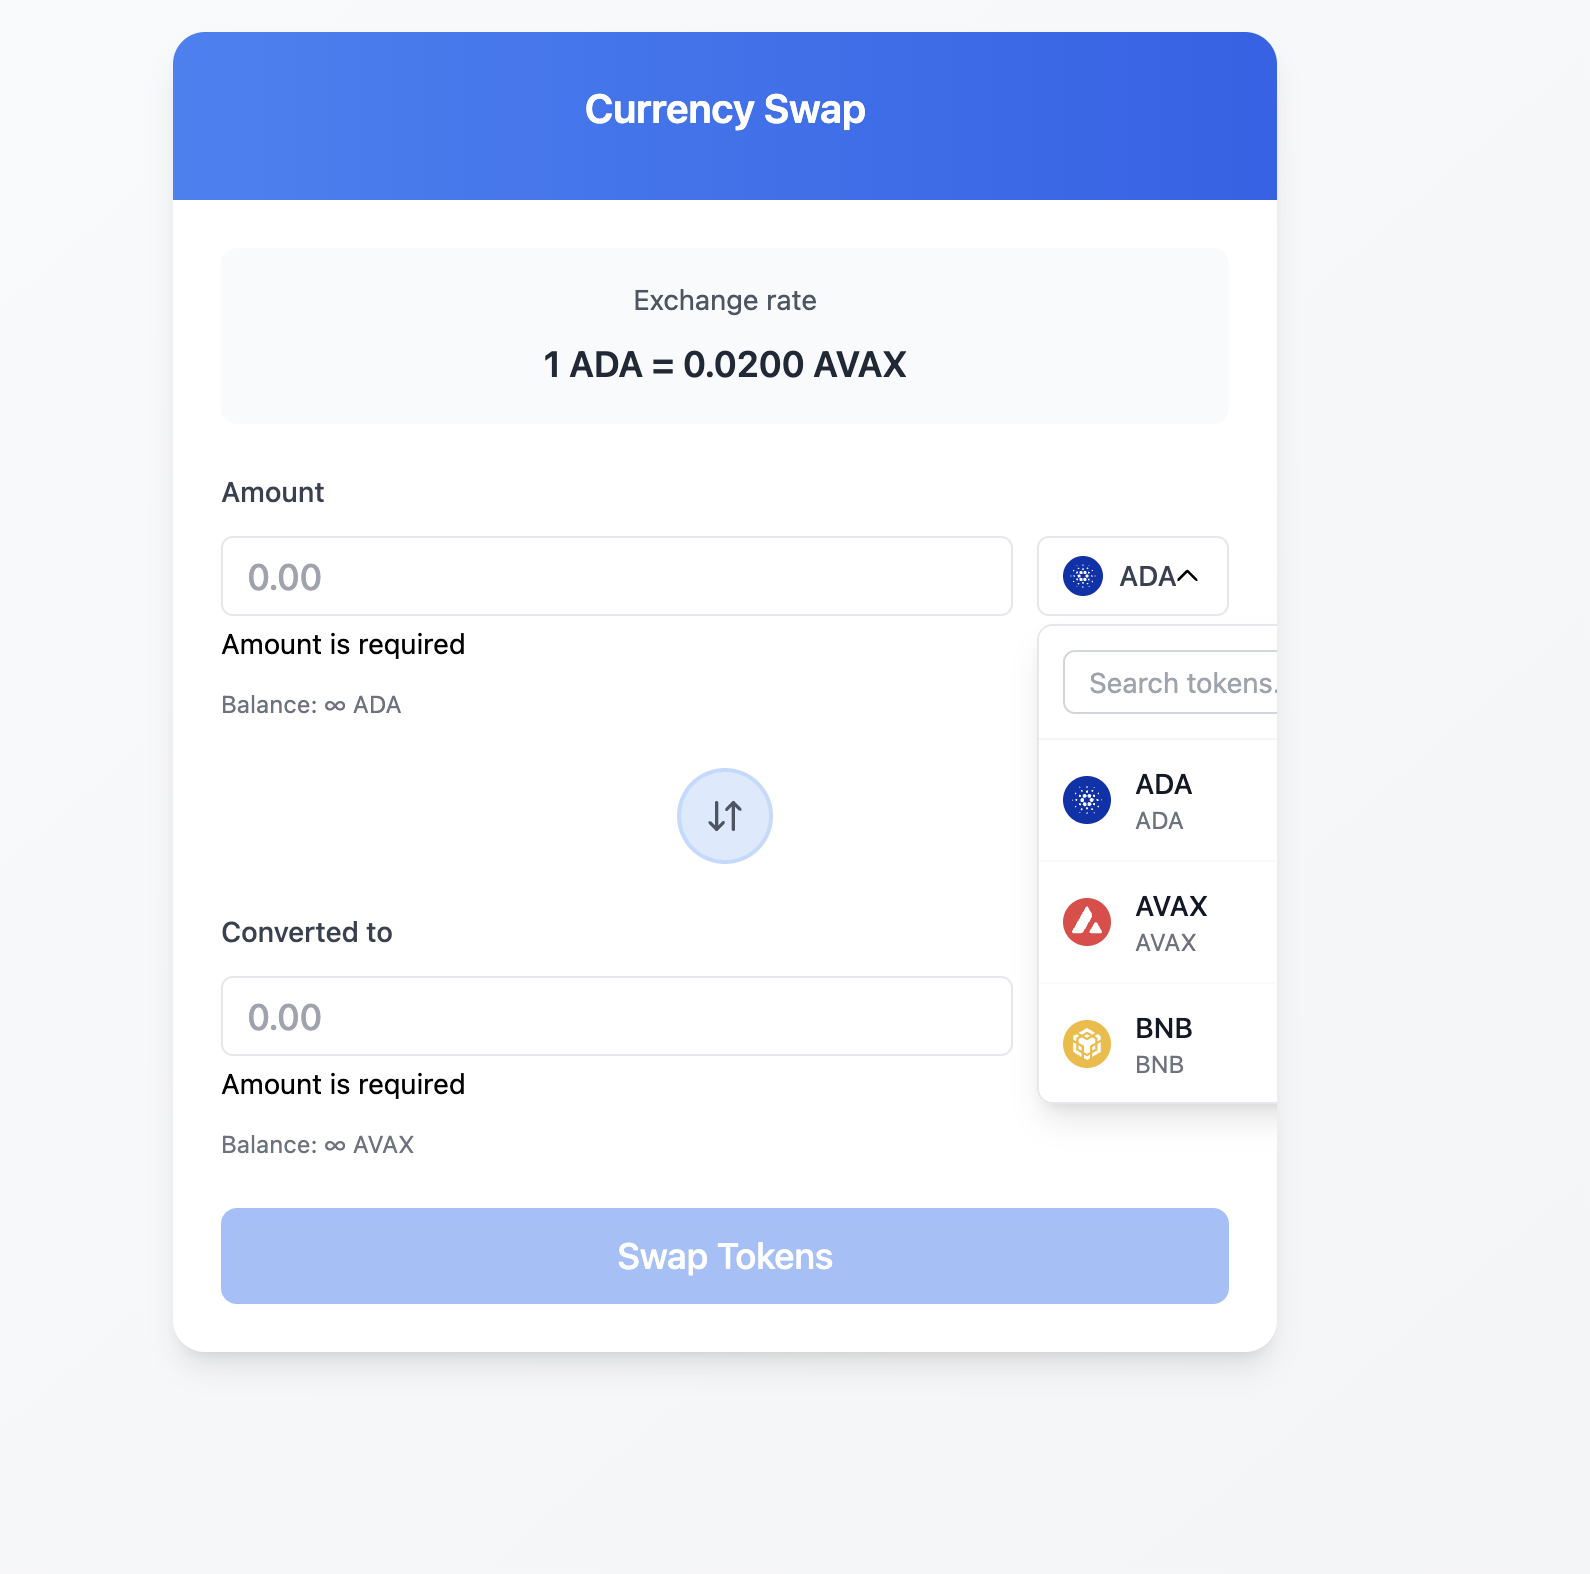 Currency Swap
Exchange rate
1 ADA = 0.0200 AVAX
Amount
0.00
ADA
Amount is required
Search tokens.
Balance: ∞ ADA
ADA
ADA
AVAX
AVAX
Converted to
0.00
BNB
BNB
Amount is required
Balance: ∞ AVAX
Swap Tokens